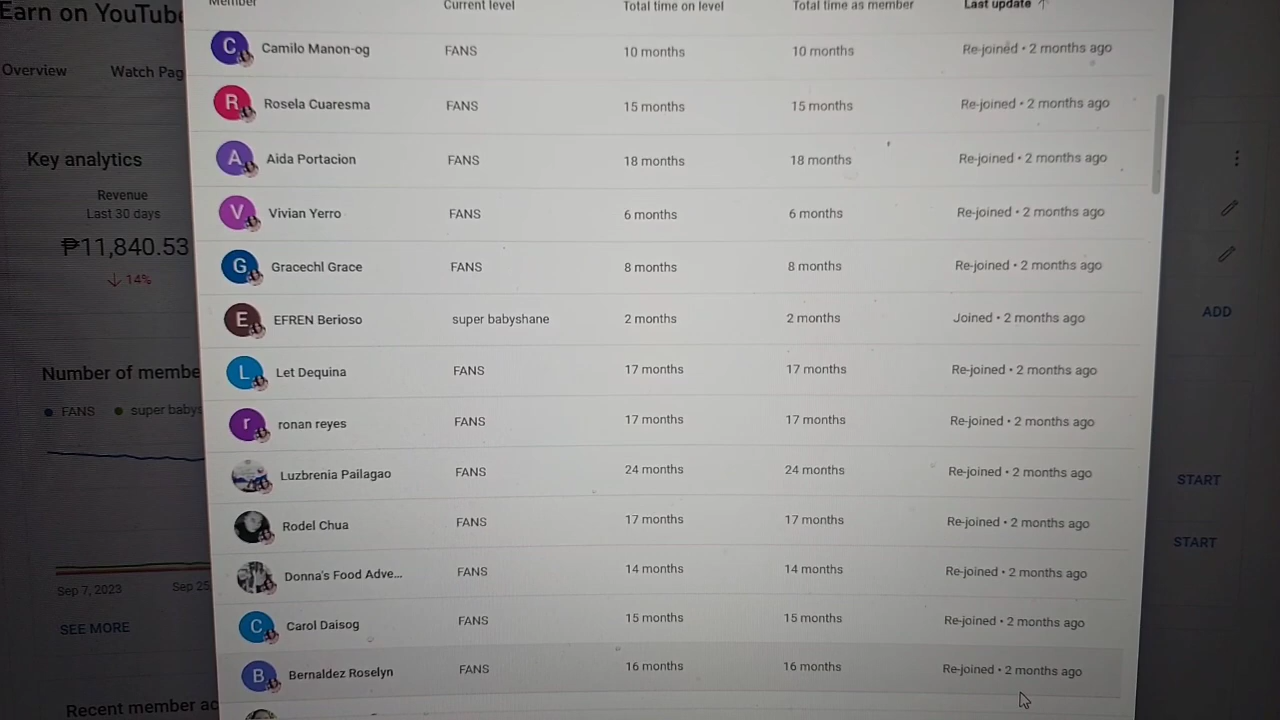 Earn on YouTube
Overview
Watch Pag
Key analytics
Revenue
Last 30 days
₱11,840.53
14%
Number of membe
FANS
super babys
Sep 7, 2023
Sep 25
SEE MORE
Recent member ac
Member
Current level
Total time on level
Total time as member
Last update ↑
C
Camilo Manon-og
FANS
10 months
10 months
Re-joined • 2 months ago
R
Rosela Cuaresma
FANS
15 months
15 months
Re-joined • 2 months ago
A
Aida Portacion
FANS
18 months
18 months
Re-joined • 2 months ago
V
Vivian Yerro
FANS
6 months
6 months
Re-joined • 2 months ago
G
Gracechl Grace
FANS
8 months
8 months
Re-joined • 2 months ago
E
EFREN Berioso
super babyshane
2 months
2 months
Joined • 2 months ago
L
Let Dequina
FANS
17 months
17 months
Re-joined • 2 months ago
r
ronan reyes
FANS
17 months
17 months
Re-joined • 2 months ago
Luzbrenia Pailagao
FANS
24 months
24 months
Re-joined • 2 months ago
Rodel Chua
FANS
17 months
17 months
Re-joined • 2 months ago
Donna's Food Adve...
FANS
14 months
14 months
Re-joined • 2 months ago
C
Carol Daisog
FANS
15 months
15 months
Re-joined • 2 months ago
B
Bernaldez Roselyn
FANS
16 months
16 months
Re-joined • 2 months ago
ADD
START
START